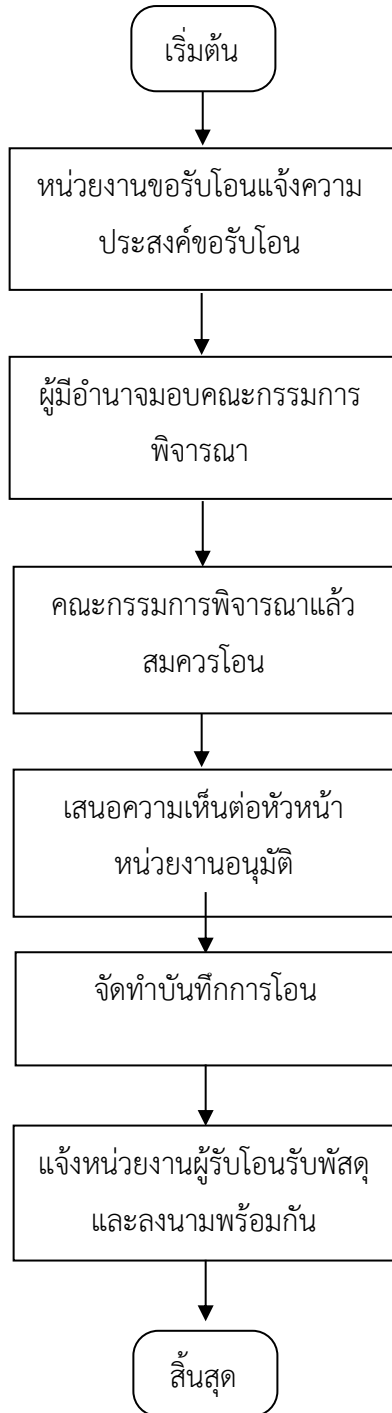 เริ่มต้น
หน่วยงานขอรับโอนแจ้งความ
ประสงค์ขอรับโอน
ผู้มีอำนาจมอบคณะกรรมการ
พิจารณา
คณะกรรมการพิจารณาแล้ว
สมควรโอน
เสนอความเห็นต่อหัวหน้า
หน่วยงานอนุมัติ
จัดทำบันทึกการโอน
แจ้งหน่วยงานผู้รับโอนรับพัสดุ
และลงนามพร้อมกัน
สิ้นสุด